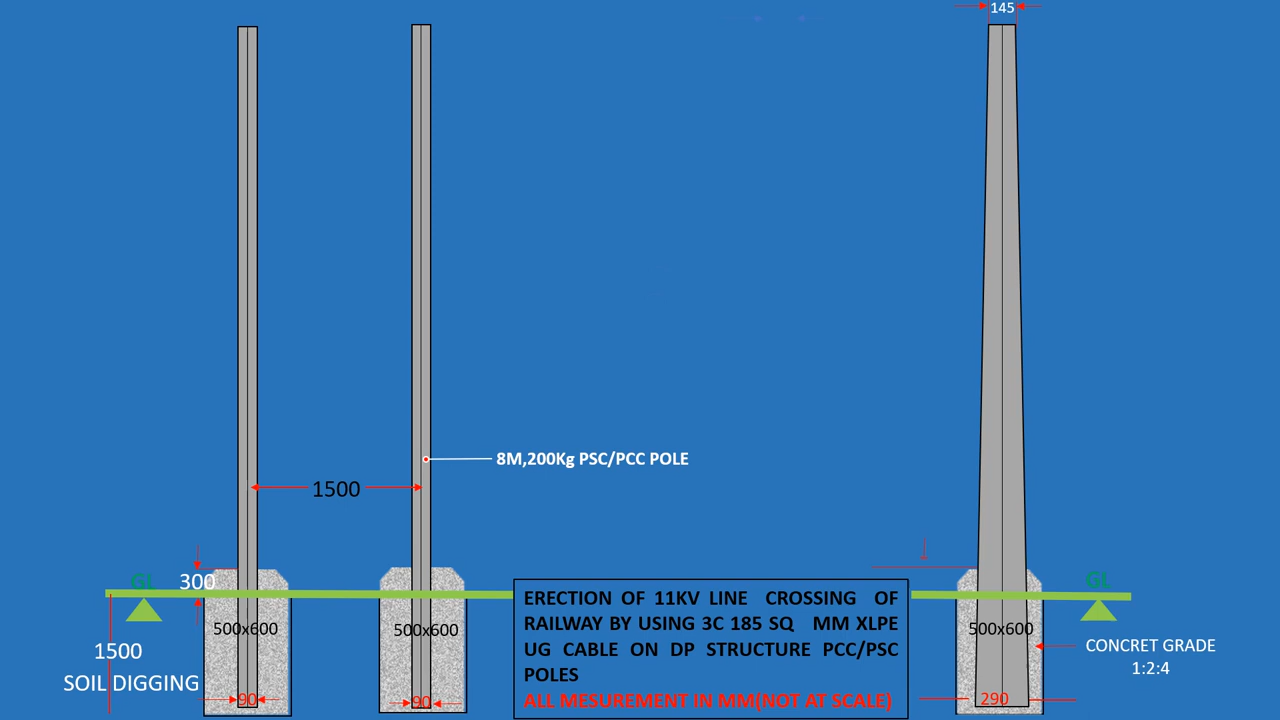 145
8M,200Kg PSC/PCC POLE
1500
GL
300
GL
500x600
500x600
500x600
1500
SOIL DIGGING
90
90
290
CONCRET GRADE
1:2:4
ERECTION OF 11KV LINE CROSSING OF
RAILWAY BY USING 3C 185 SQ MM XLPE
UG CABLE ON DP STRUCTURE PCC/PSC
POLES
ALL MESUREMENT IN MM(NOT AT SCALE)